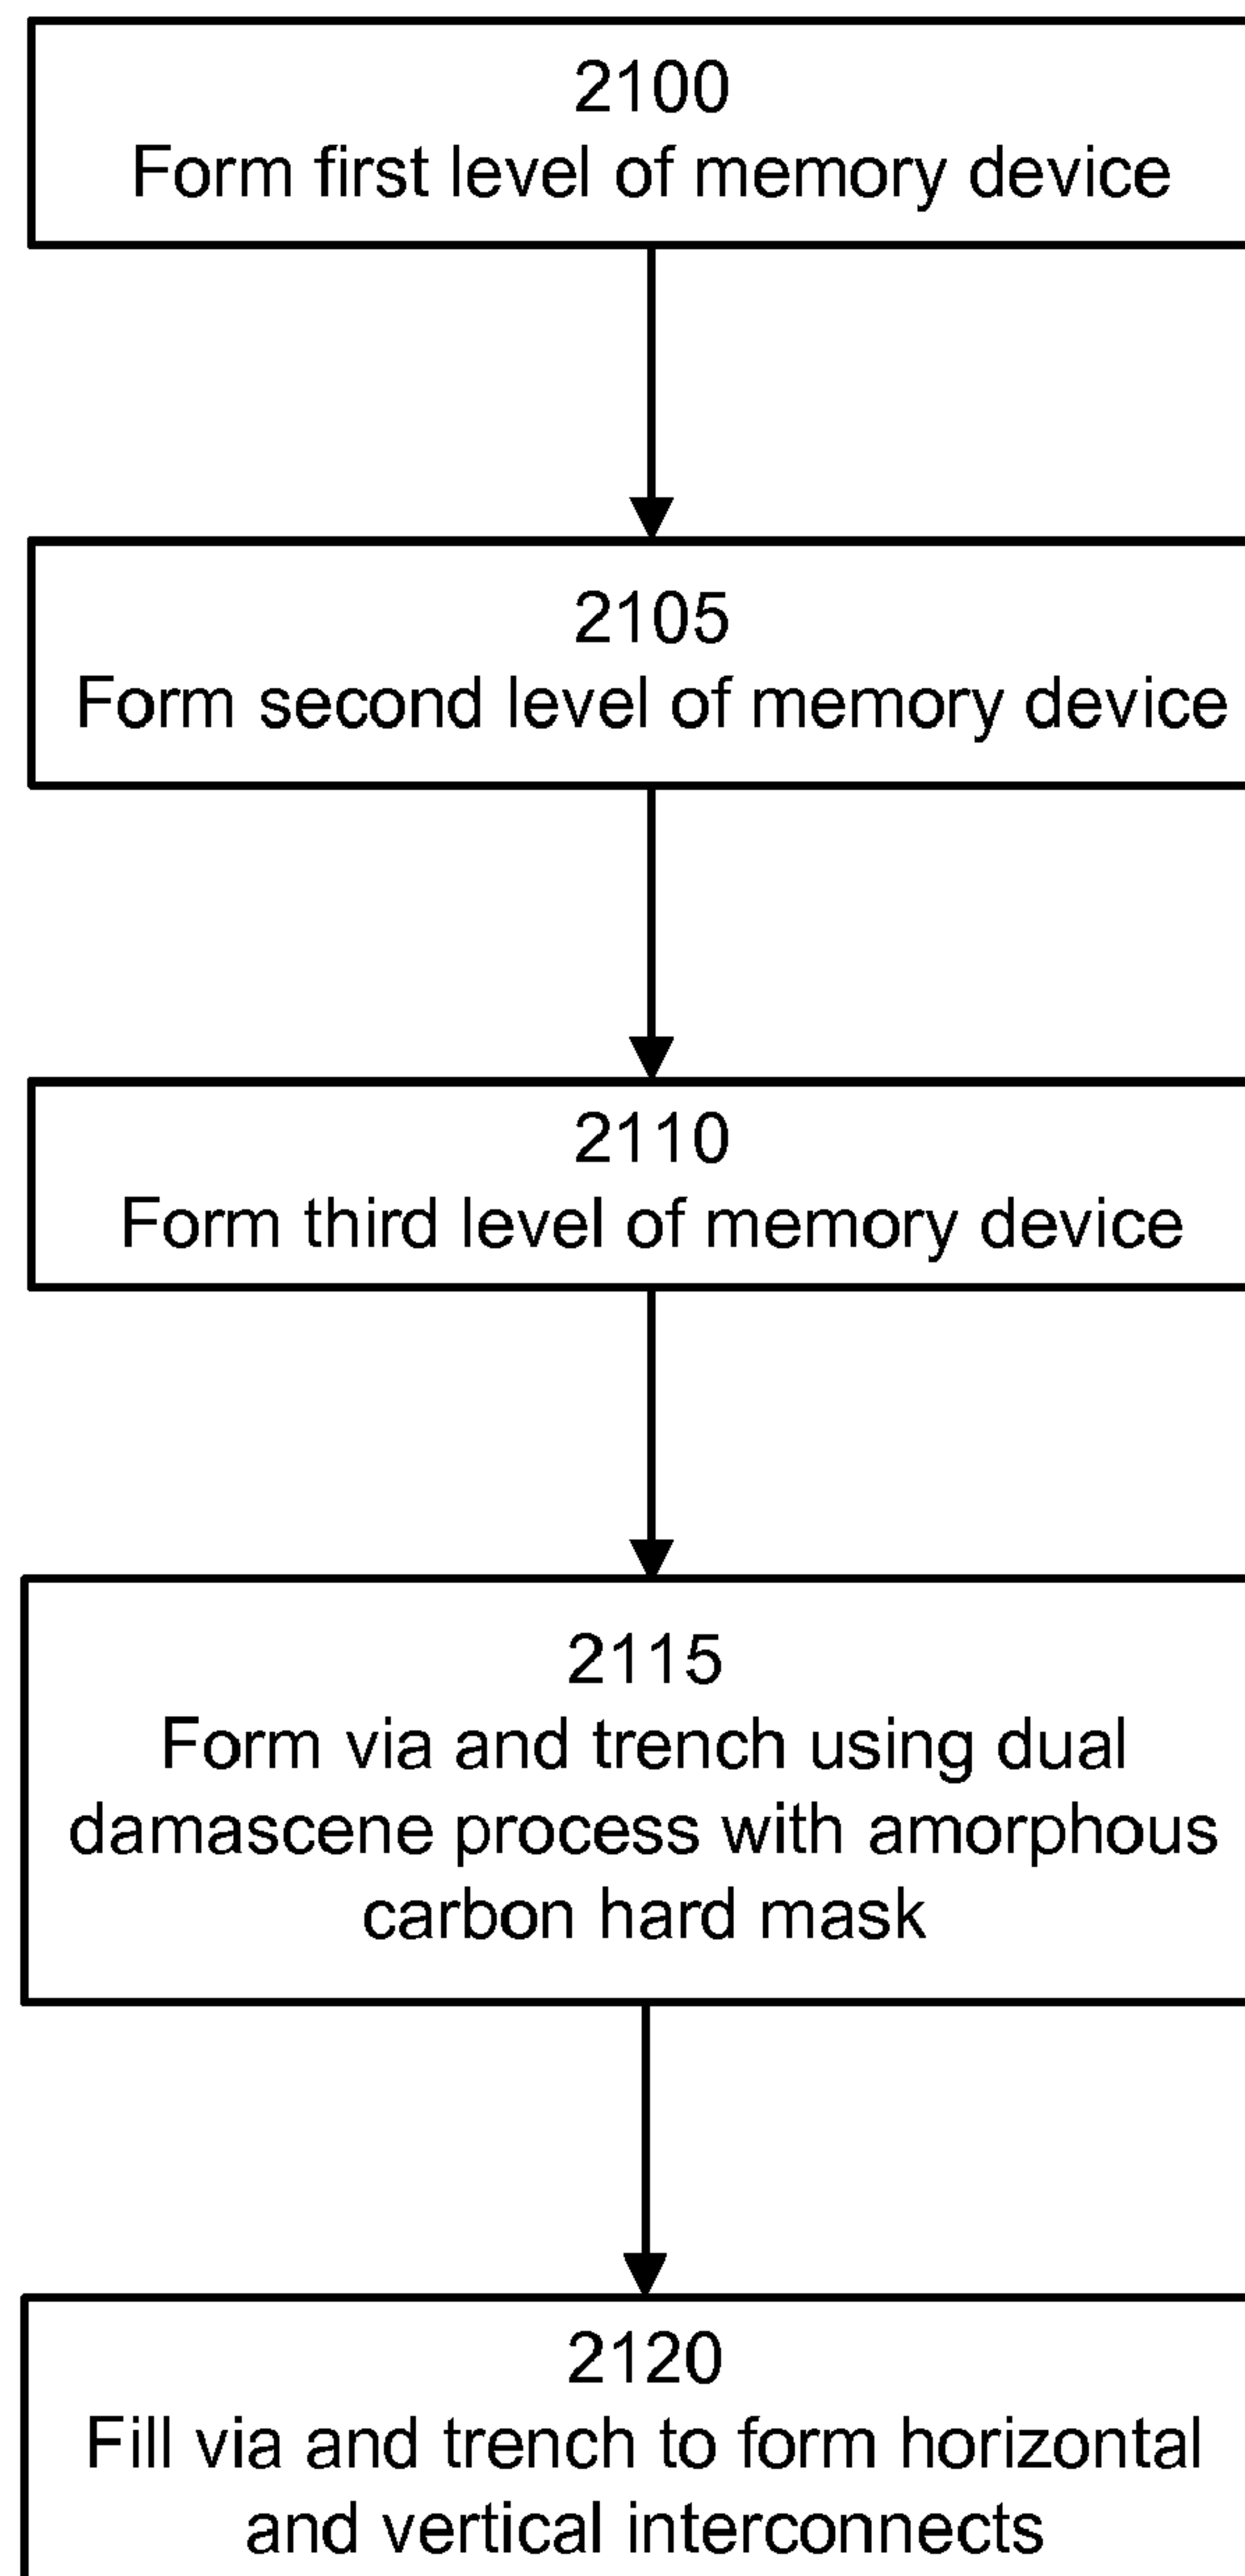 2100
Form first level of memory device
2105
Form second level of memory device
2110
Form third level of memory device
2115
Form via and trench using dual
damascene process with amorphous
carbon hard mask
2120
Fill via and trench to form horizontal
and vertical interconnects